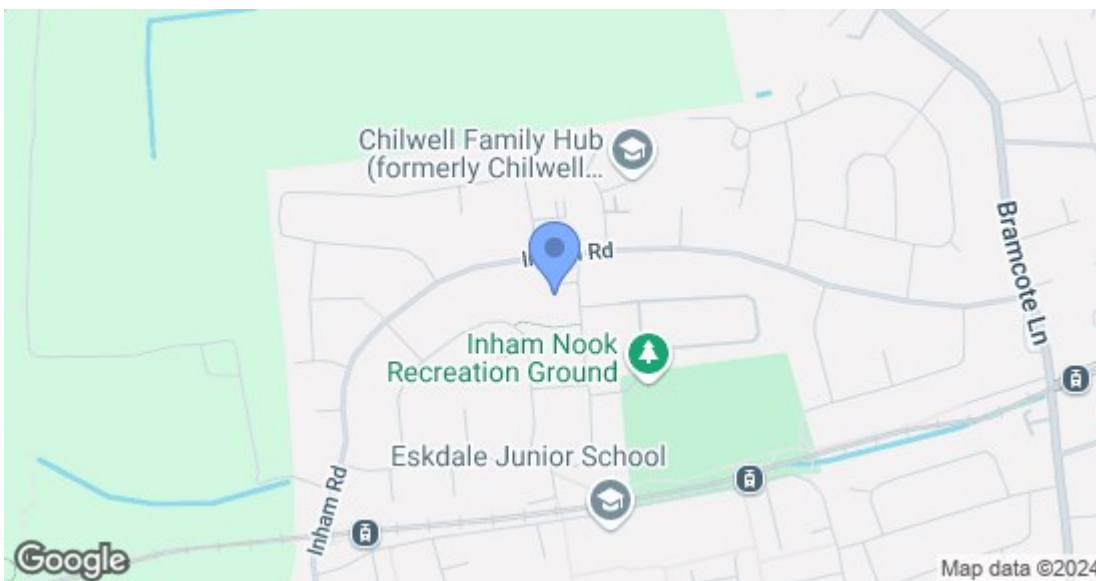 Chilwell Family Hub
(formerly Chilwell...
Inham Rd
Bramcote Ln
Inham Nook
Recreation Ground
Eskdale Junior School
Inham Rd
Google
Map data ©2024